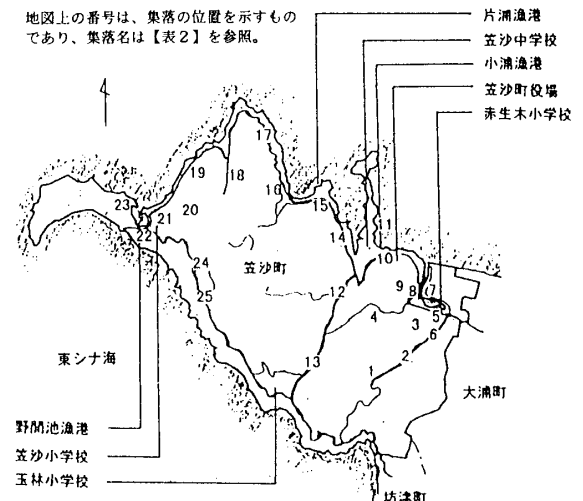 地図上の番号は、集落の位置を示すもの
であり、集落名は【表2】を参照。
片浦漁港
笠沙中学校
小浦漁港
笠沙町役場
赤生木小学校
17
19
18
16
23
20
15
21
22
14
11
10
24
笠沙町
25
12
9
8
7
5
4
3
6
13
2
1
東シナ海
大浦町
野間池漁港
笠沙小学校
玉林小学校
坊津町